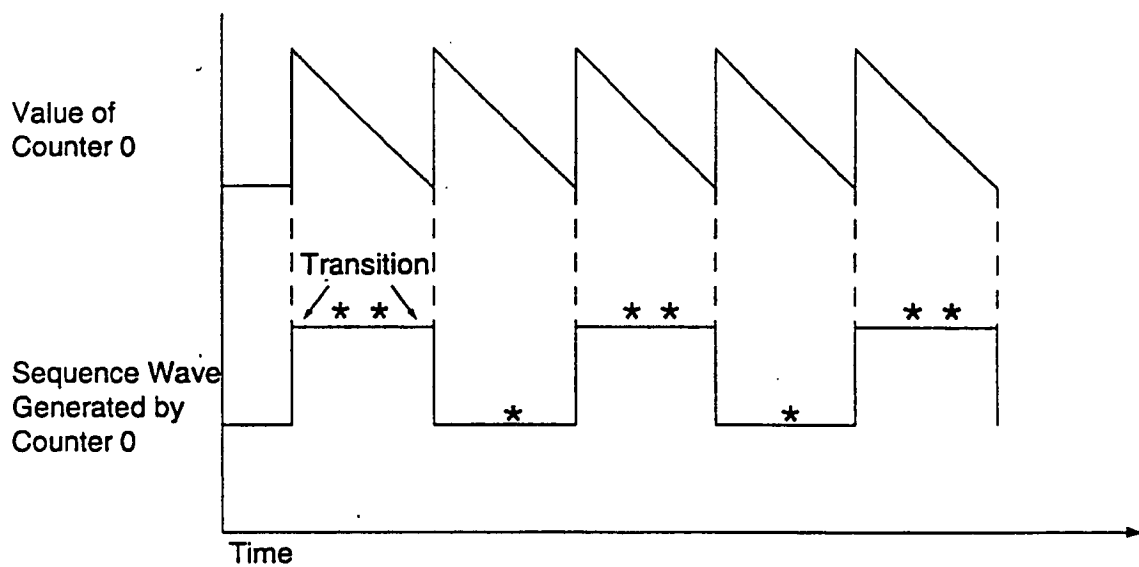 Value of
Counter 0
Transition
* *
* *
* *
Sequence Wave
Generated by
Counter 0
*
*
Time